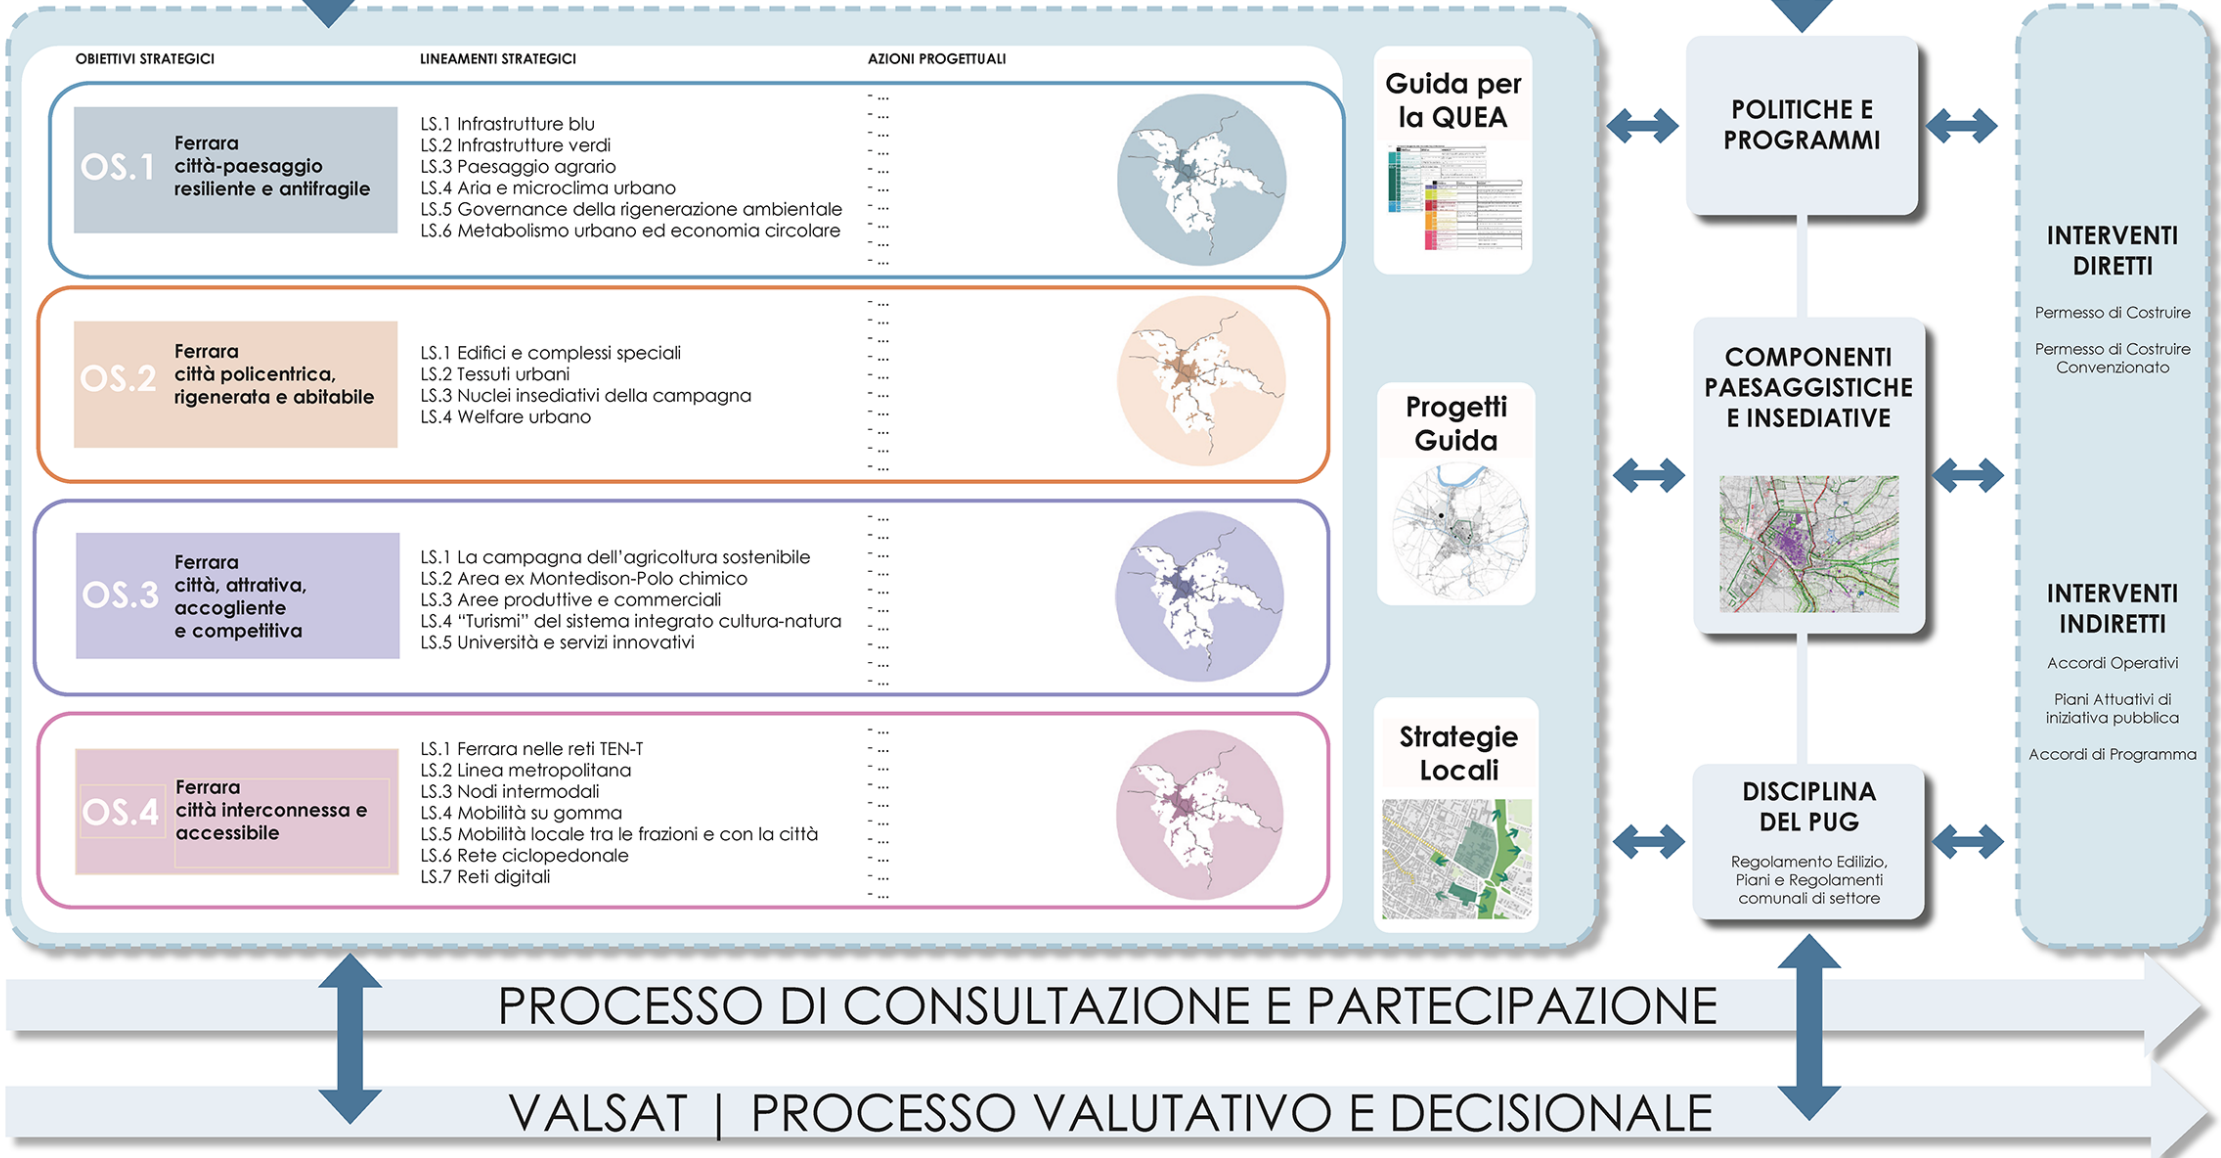 OBIETTIVI STRATEGICI
LINEAMENTI STRATEGICI
AZIONI PROGETTUALI
OS.1
Ferrara
città-paesaggio
resiliente e antifragile
LS.1 Infrastrutture blu
LS.2 Infrastrutture verdi
LS.3 Paesaggio agrario
LS.4 Aria e microclima urbano
LS.5 Governance della rigenerazione ambientale
LS.6 Metabolismo urbano ed economia circolare
- ...
- ...
- ...
- ...
- ...
- ...
- ...
- ...
- ...
- ...
OS.2
Ferrara
città policentrica,
rigenerata e abitabile
LS.1 Edifici e complessi speciali
LS.2 Tessuti urbani
LS.3 Nuclei insediativi della campagna
LS.4 Welfare urbano
- ...
- ...
- ...
- ...
- ...
- ...
- ...
- ...
- ...
- ...
OS.3
Ferrara
città, attrativa,
accogliente
e competitiva
LS.1 La campagna dell'agricoltura sostenibile
LS.2 Area ex Montedison-Polo chimico
LS.3 Aree produttive e commerciali
LS.4 “Turismi” del sistema integrato cultura-natura
LS.5 Università e servizi innovativi
- ...
- ...
- ...
- ...
- ...
- ...
- ...
- ...
- ...
- ...
OS.4
Ferrara
città interconnessa e
accessibile
LS.1 Ferrara nelle reti TEN-T
LS.2 Linea metropolitana
LS.3 Nodi intermodali
LS.4 Mobilità su gomma
LS.5 Mobilità locale tra le frazioni e con la città
LS.6 Rete ciclopedonale
LS.7 Reti digitali
- ...
- ...
- ...
- ...
- ...
- ...
- ...
- ...
- ...
- ...
Guida per
la QUEA
Progetti
Guida
Strategie
Locali
POLITICHE E
PROGRAMMI
COMPONENTI
PAESAGGISTICHE
E INSEDIATIVE
DISCIPLINA
DEL PUG
Regolamento Edilizio,
Piani e Regolamenti
comunali di settore
INTERVENTI
DIRETTI
Permesso di Costruire
Permesso di Costruire
Convenzionato
INTERVENTI
INDIRETTI
Accordi Operativi
Piani Attuativi di
iniziativa pubblica
Accordi di Programma
PROCESSO DI CONSULTAZIONE E PARTECIPAZIONE
VALSAT | PROCESSO VALUTATIVO E DECISIONALE